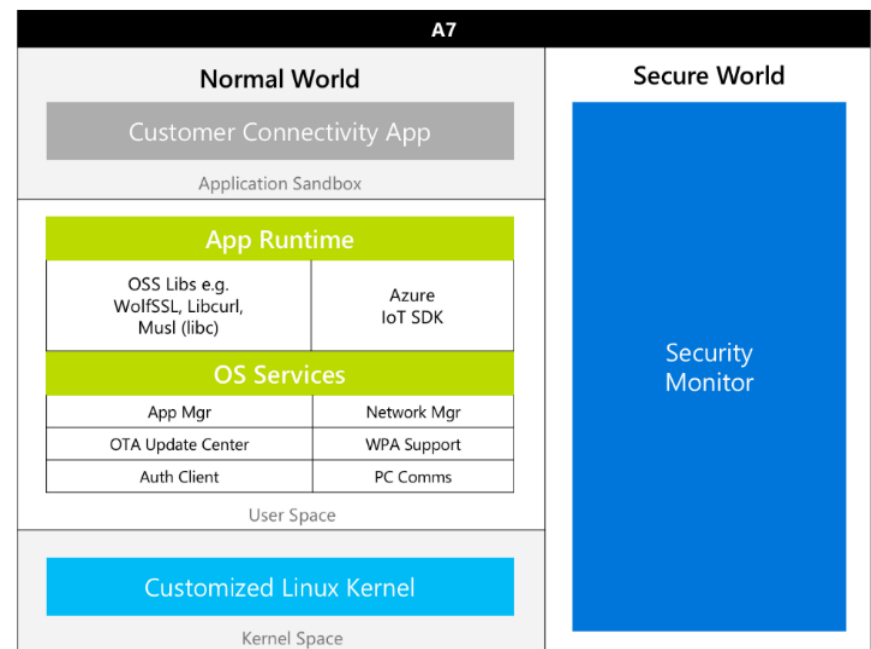 A7
Normal World
Customer Connectivity App
Application Sandbox
App Runtime
OSS Libs e.g.
WolfSSL, Libcurl,
Musl (libc)
Azure
IoT SDK
OS Services
App Mgr
Network Mgr
OTA Update Center
WPA Support
Auth Client
PC Comms
User Space
Customized Linux Kernel
Kernel Space
Secure World
Security
Monitor